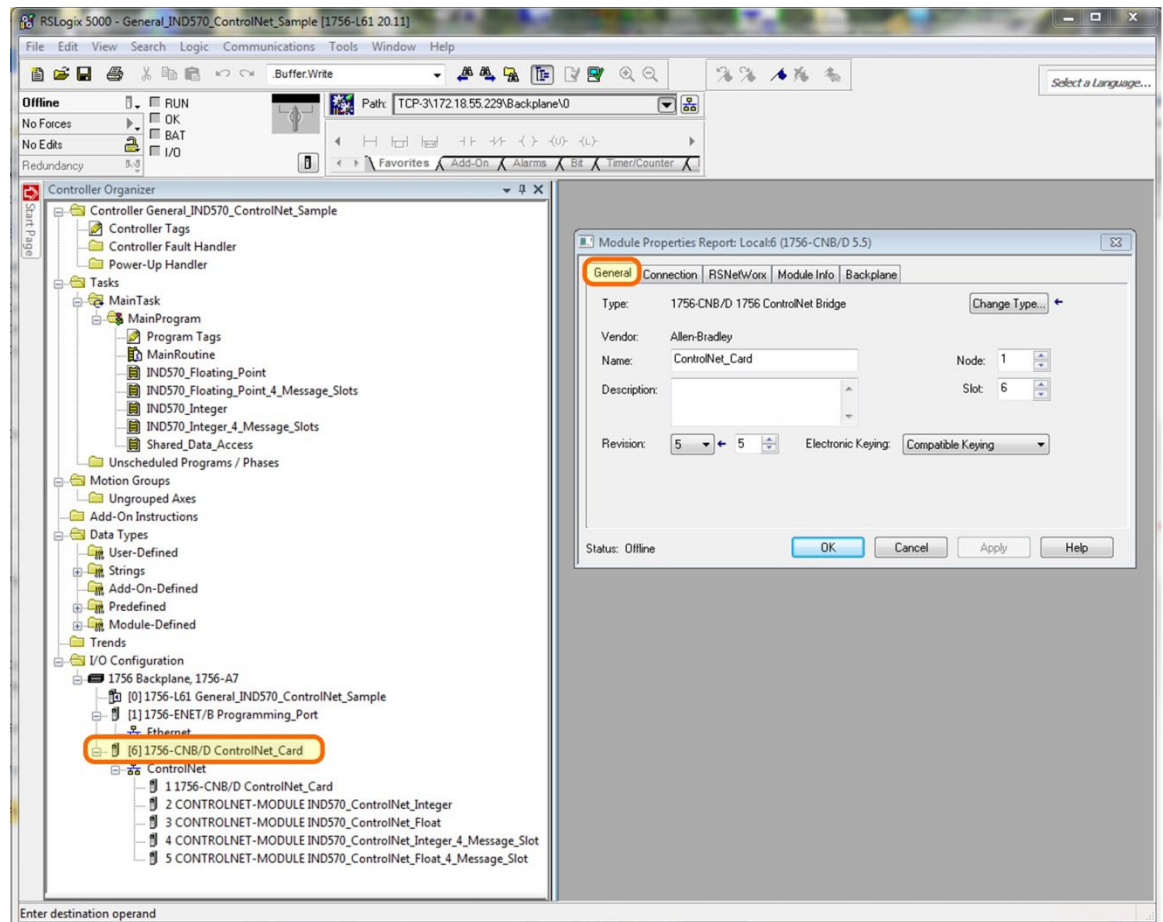 RSLogix 5000 - General_IND570_ControlNet_Sample [1756-L61 20.11]
File Edit View Search Logic Communications Tools Window Help
.Buffer.Write
Select a Language...
Offline
RUN
No Forces
OK
No Edits
BAT
Redundancy
I/O
Path: TCP-3\172.18.55.229\Backplane\0
Favorites Add-On Alarms Bit Timer/Counter
Start Page
Controller Organizer
Controller General_IND570_ControlNet_Sample
Controller Tags
Controller Fault Handler
Power-Up Handler
Tasks
MainTask
MainProgram
Program Tags
MainRoutine
IND570_Floating_Point
IND570_Floating_Point_4_Message_Slots
IND570_Integer
IND570_Integer_4_Message_Slots
Shared_Data_Access
Unscheduled Programs / Phases
Motion Groups
Ungrouped Axes
Add-On Instructions
Data Types
User-Defined
Strings
Add-On-Defined
Predefined
Module-Defined
Trends
I/O Configuration
1756 Backplane, 1756-A7
[0] 1756-L61 General_IND570_ControlNet_Sample
[1] 1756-ENET/B Programming_Port
Ethernet
[6] 1756-CNB/D ControlNet_Card
ControlNet
1 1756-CNB/D ControlNet_Card
2 CONTROLNET-MODULE IND570_ControlNet_Integer
3 CONTROLNET-MODULE IND570_ControlNet_Float
4 CONTROLNET-MODULE IND570_ControlNet_Integer_4_Message_Slot
5 CONTROLNET-MODULE IND570_ControlNet_Float_4_Message_Slot
Module Properties Report: Local:6 (1756-CNB/D 5.5)
General Connection RSNetWorx Module Info Backplane
Type: 1756-CNB/D 1756 ControlNet Bridge Change Type...
Vendor: Allen-Bradley
Name: ControlNet_Card Node: 1
Description: Slot: 6
Revision: 5 5 Electronic Keying: Compatible Keying
Status: Offline OK Cancel Apply Help
Enter destination operand